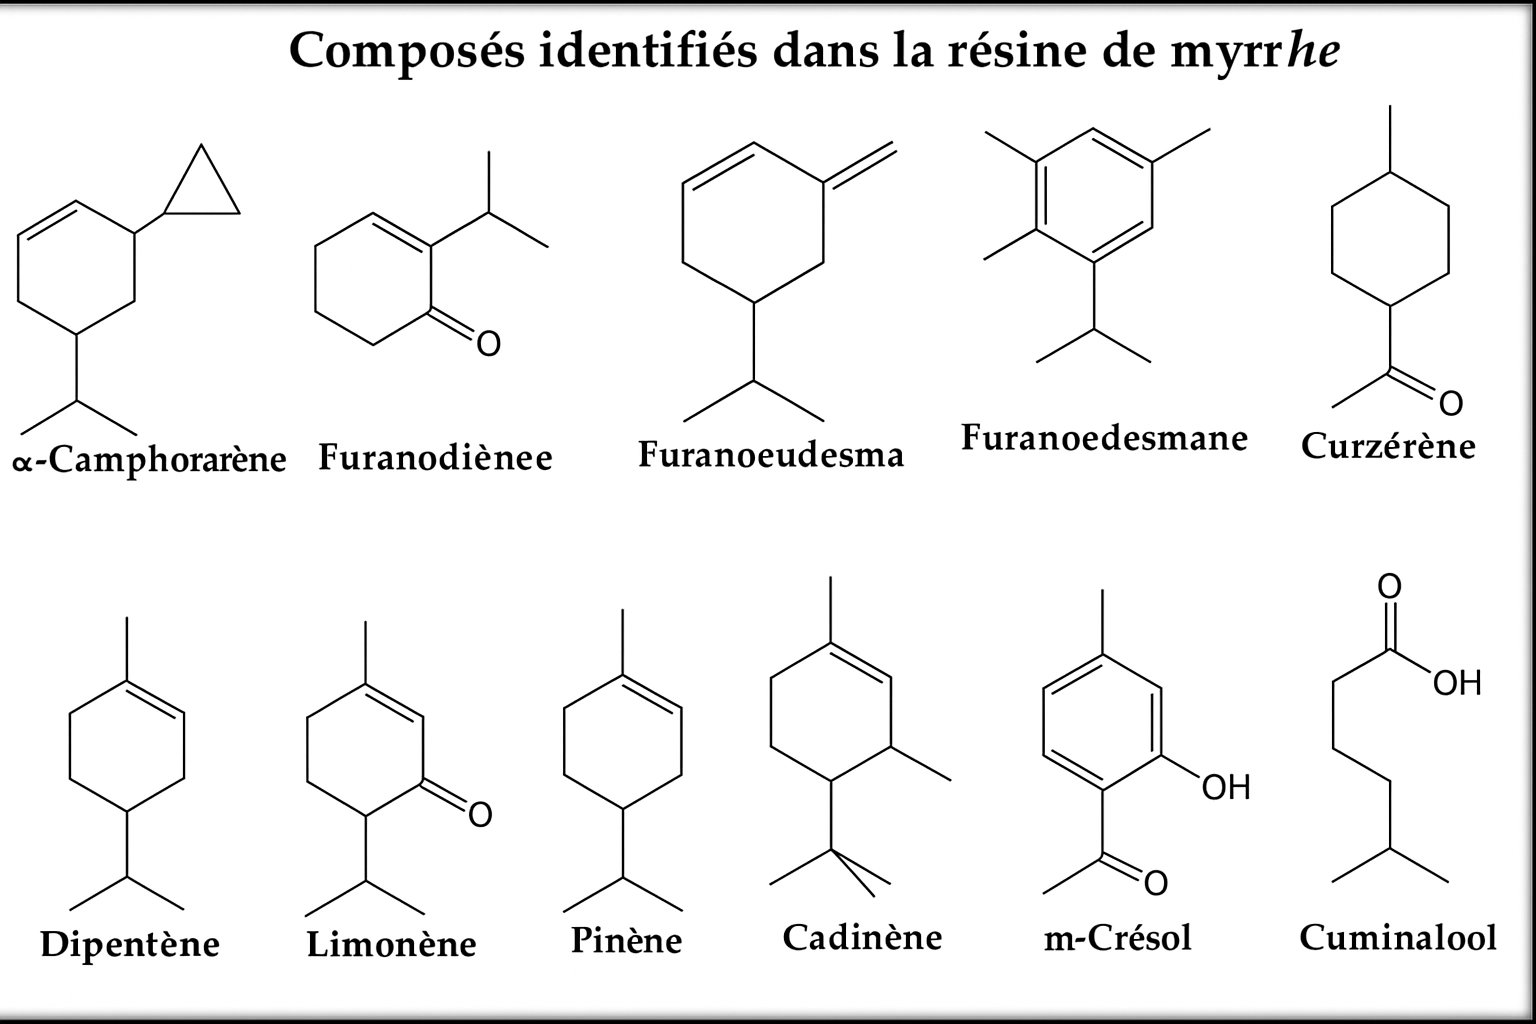 Composés identifiés dans la résine de myrrhe
O
O
α-Camphorarène Furanodiènee Furanoeudesma Furanoedesmane Curzérène
O
OH
O
OH
O
Dipentène Limonène Pinène Cadinène m-Crésol Cuminalool